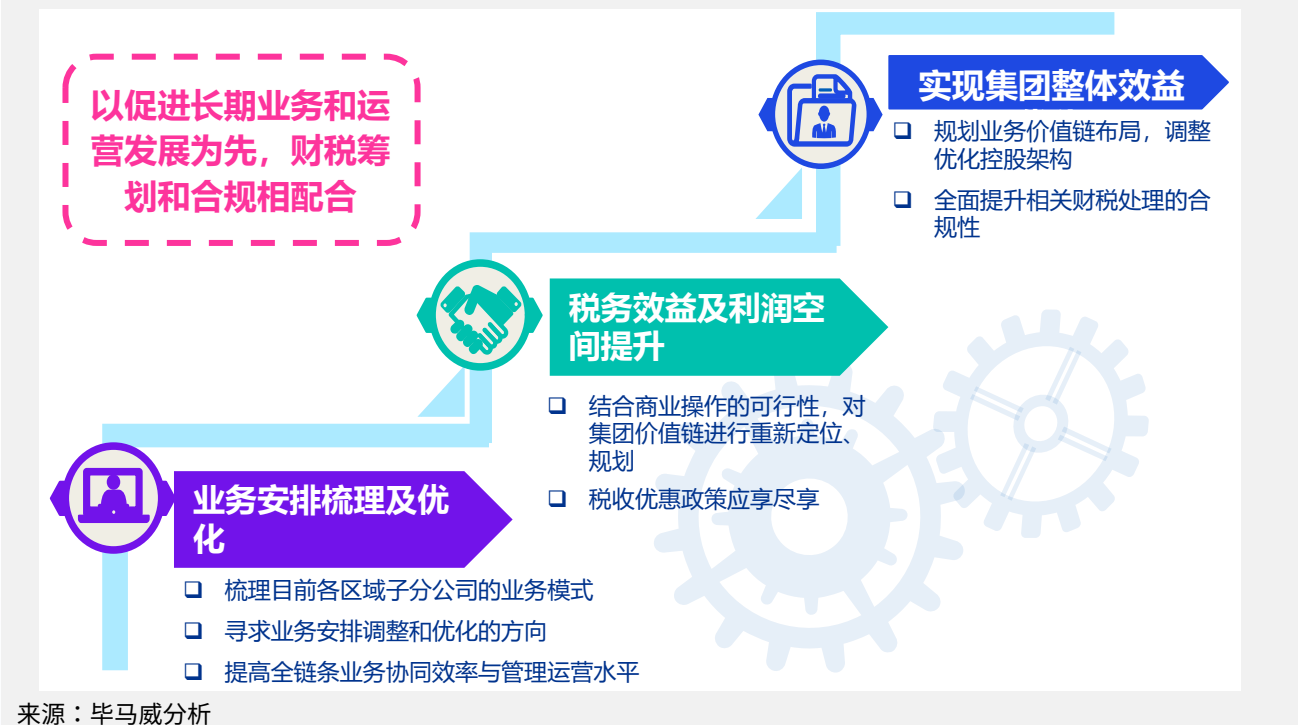 以促进长期业务和运
营发展为先，财税筹
划和合规相配合
实现集团整体效益
❑ 规划业务价值链布局，调整
优化控股架构
❑ 全面提升相关财税处理的合
规性
税务效益及利润空
间提升
❑ 结合商业操作的可行性，对
集团价值链进行重新定位、
规划
❑ 税收优惠政策应享尽享
业务安排梳理及优
化
❑ 梳理目前各区域子分公司的业务模式
❑ 寻求业务安排调整和优化的方向
❑ 提高全链条业务协同效率与管理运营水平
来源：毕马威分析